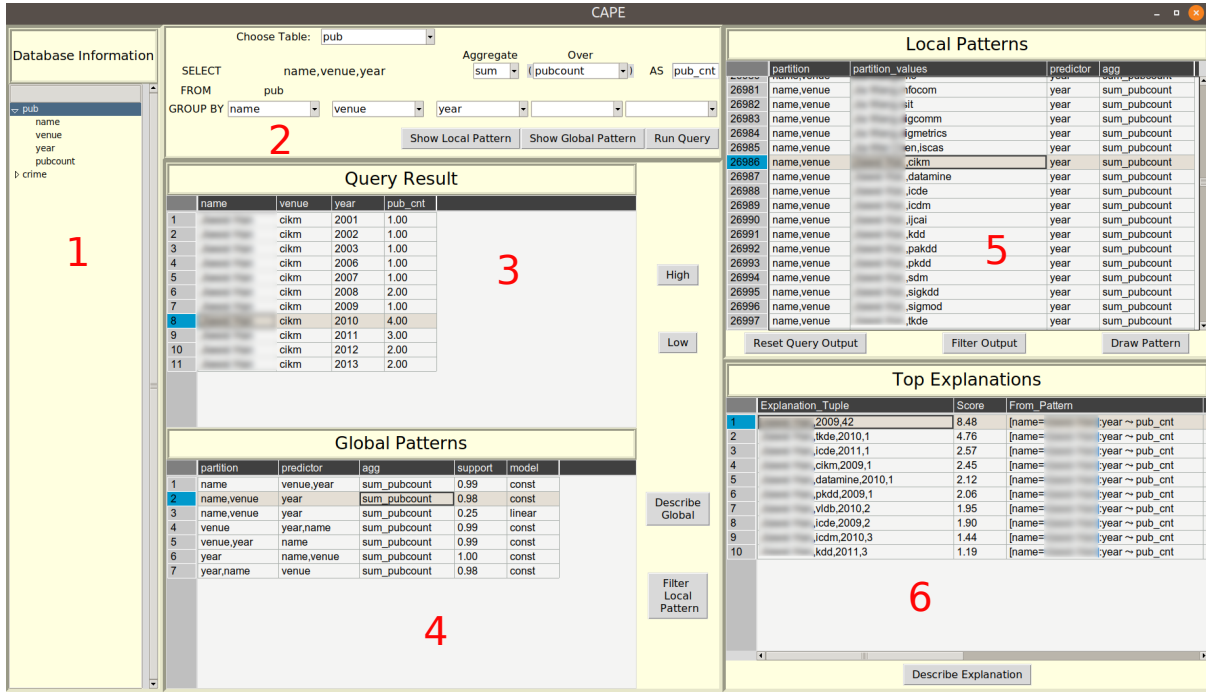 CAPE
Database Information
pub
name
venue
year
pubcount
crime
1
Choose Table: pub
Aggregate Over
SELECT name,venue,year sum (pubcount) AS pub_cnt
FROM pub
GROUP BY name venue year
2
Show Local Pattern Show Global Pattern Run Query
Query Result
name venue year pub_cnt
1 cikm 2001 1.00
2 cikm 2002 1.00
3 cikm 2003 1.00
4 cikm 2006 1.00
5 cikm 2007 1.00
6 cikm 2008 2.00
7 cikm 2009 1.00
8 cikm 2010 4.00
9 cikm 2011 3.00
10 cikm 2012 2.00
11 cikm 2013 2.00
3
High
Low
Global Patterns
partition predictor agg support model
1 name venue,year sum_pubcount 0.99 const
2 name,venue year sum_pubcount 0.98 const
3 name,venue year sum_pubcount 0.25 linear
4 venue year,name sum_pubcount 0.99 const
5 venue,year name sum_pubcount 0.99 const
6 year name,venue sum_pubcount 1.00 const
7 year,name venue sum_pubcount 0.98 const
4
Describe
Global
Filter
Local
Pattern
Local Patterns
partition partition_values predictor agg
26981 name,venue nfocom year sum_pubcount
26982 name,venue sit year sum_pubcount
26983 name,venue igcomm year sum_pubcount
26984 name,venue igmetrics year sum_pubcount
26985 name,venue en,iscas year sum_pubcount
26986 name,venue ,cikm year sum_pubcount
26987 name,venue ,datamine year sum_pubcount
26988 name,venue ,icde year sum_pubcount
26989 name,venue ,icdm year sum_pubcount
26990 name,venue ,ijcai year sum_pubcount
26991 name,venue ,kdd year sum_pubcount
26992 name,venue ,pakdd year sum_pubcount
26993 name,venue ,pkdd year sum_pubcount
26994 name,venue ,sdm year sum_pubcount
26995 name,venue ,sigkdd year sum_pubcount
26996 name,venue ,sigmod year sum_pubcount
26997 name,venue ,tkde year sum_pubcount
5
Reset Query Output Filter Output Draw Pattern
Top Explanations
Explanation_Tuple Score From_Pattern
1 ,2009,42 8.48 [name= :year ⤳ pub_cnt
2 ,tkde,2010,1 4.76 [name= :year ⤳ pub_cnt
3 ,icde,2011,1 2.57 [name= :year ⤳ pub_cnt
4 ,cikm,2009,1 2.45 [name= :year ⤳ pub_cnt
5 ,datamine,2010,1 2.12 [name= :year ⤳ pub_cnt
6 ,pkdd,2009,1 2.06 [name= :year ⤳ pub_cnt
7 ,vldb,2010,2 1.95 [name= :year ⤳ pub_cnt
8 ,icde,2009,2 1.90 [name= :year ⤳ pub_cnt
9 ,icdm,2010,3 1.44 [name= :year ⤳ pub_cnt
10 ,kdd,2011,3 1.19 [name= :year ⤳ pub_cnt
6
Describe Explanation